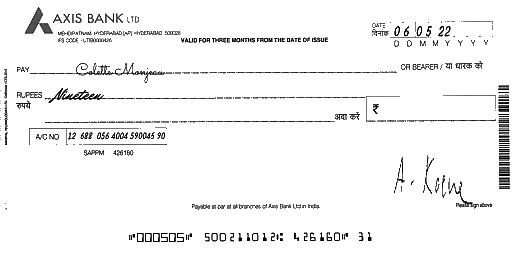 AXIS BANK LTD
MEHDIPATNAM, HYDERABAD [AP] HYDERABAD 500028
IFS CODE - UTIB0000426
VALID FOR THREE MONTHS FROM THE DATE OF ISSUE
DATE
दिनांक 06 05 22
D D M M Y Y Y Y
PAY Colette Monjeau OR BEARER / या धारक को
RUPEES Nineteen
रुपये
अदा करें ₹
A/C NO 12 688 056 4004 590045 90
SAPPM 426160
Payable at par at all branches of Axis Bank Ltd in India.
Please sign above
⑈000505⑈ 500211012⑆ 426160⑈ 31